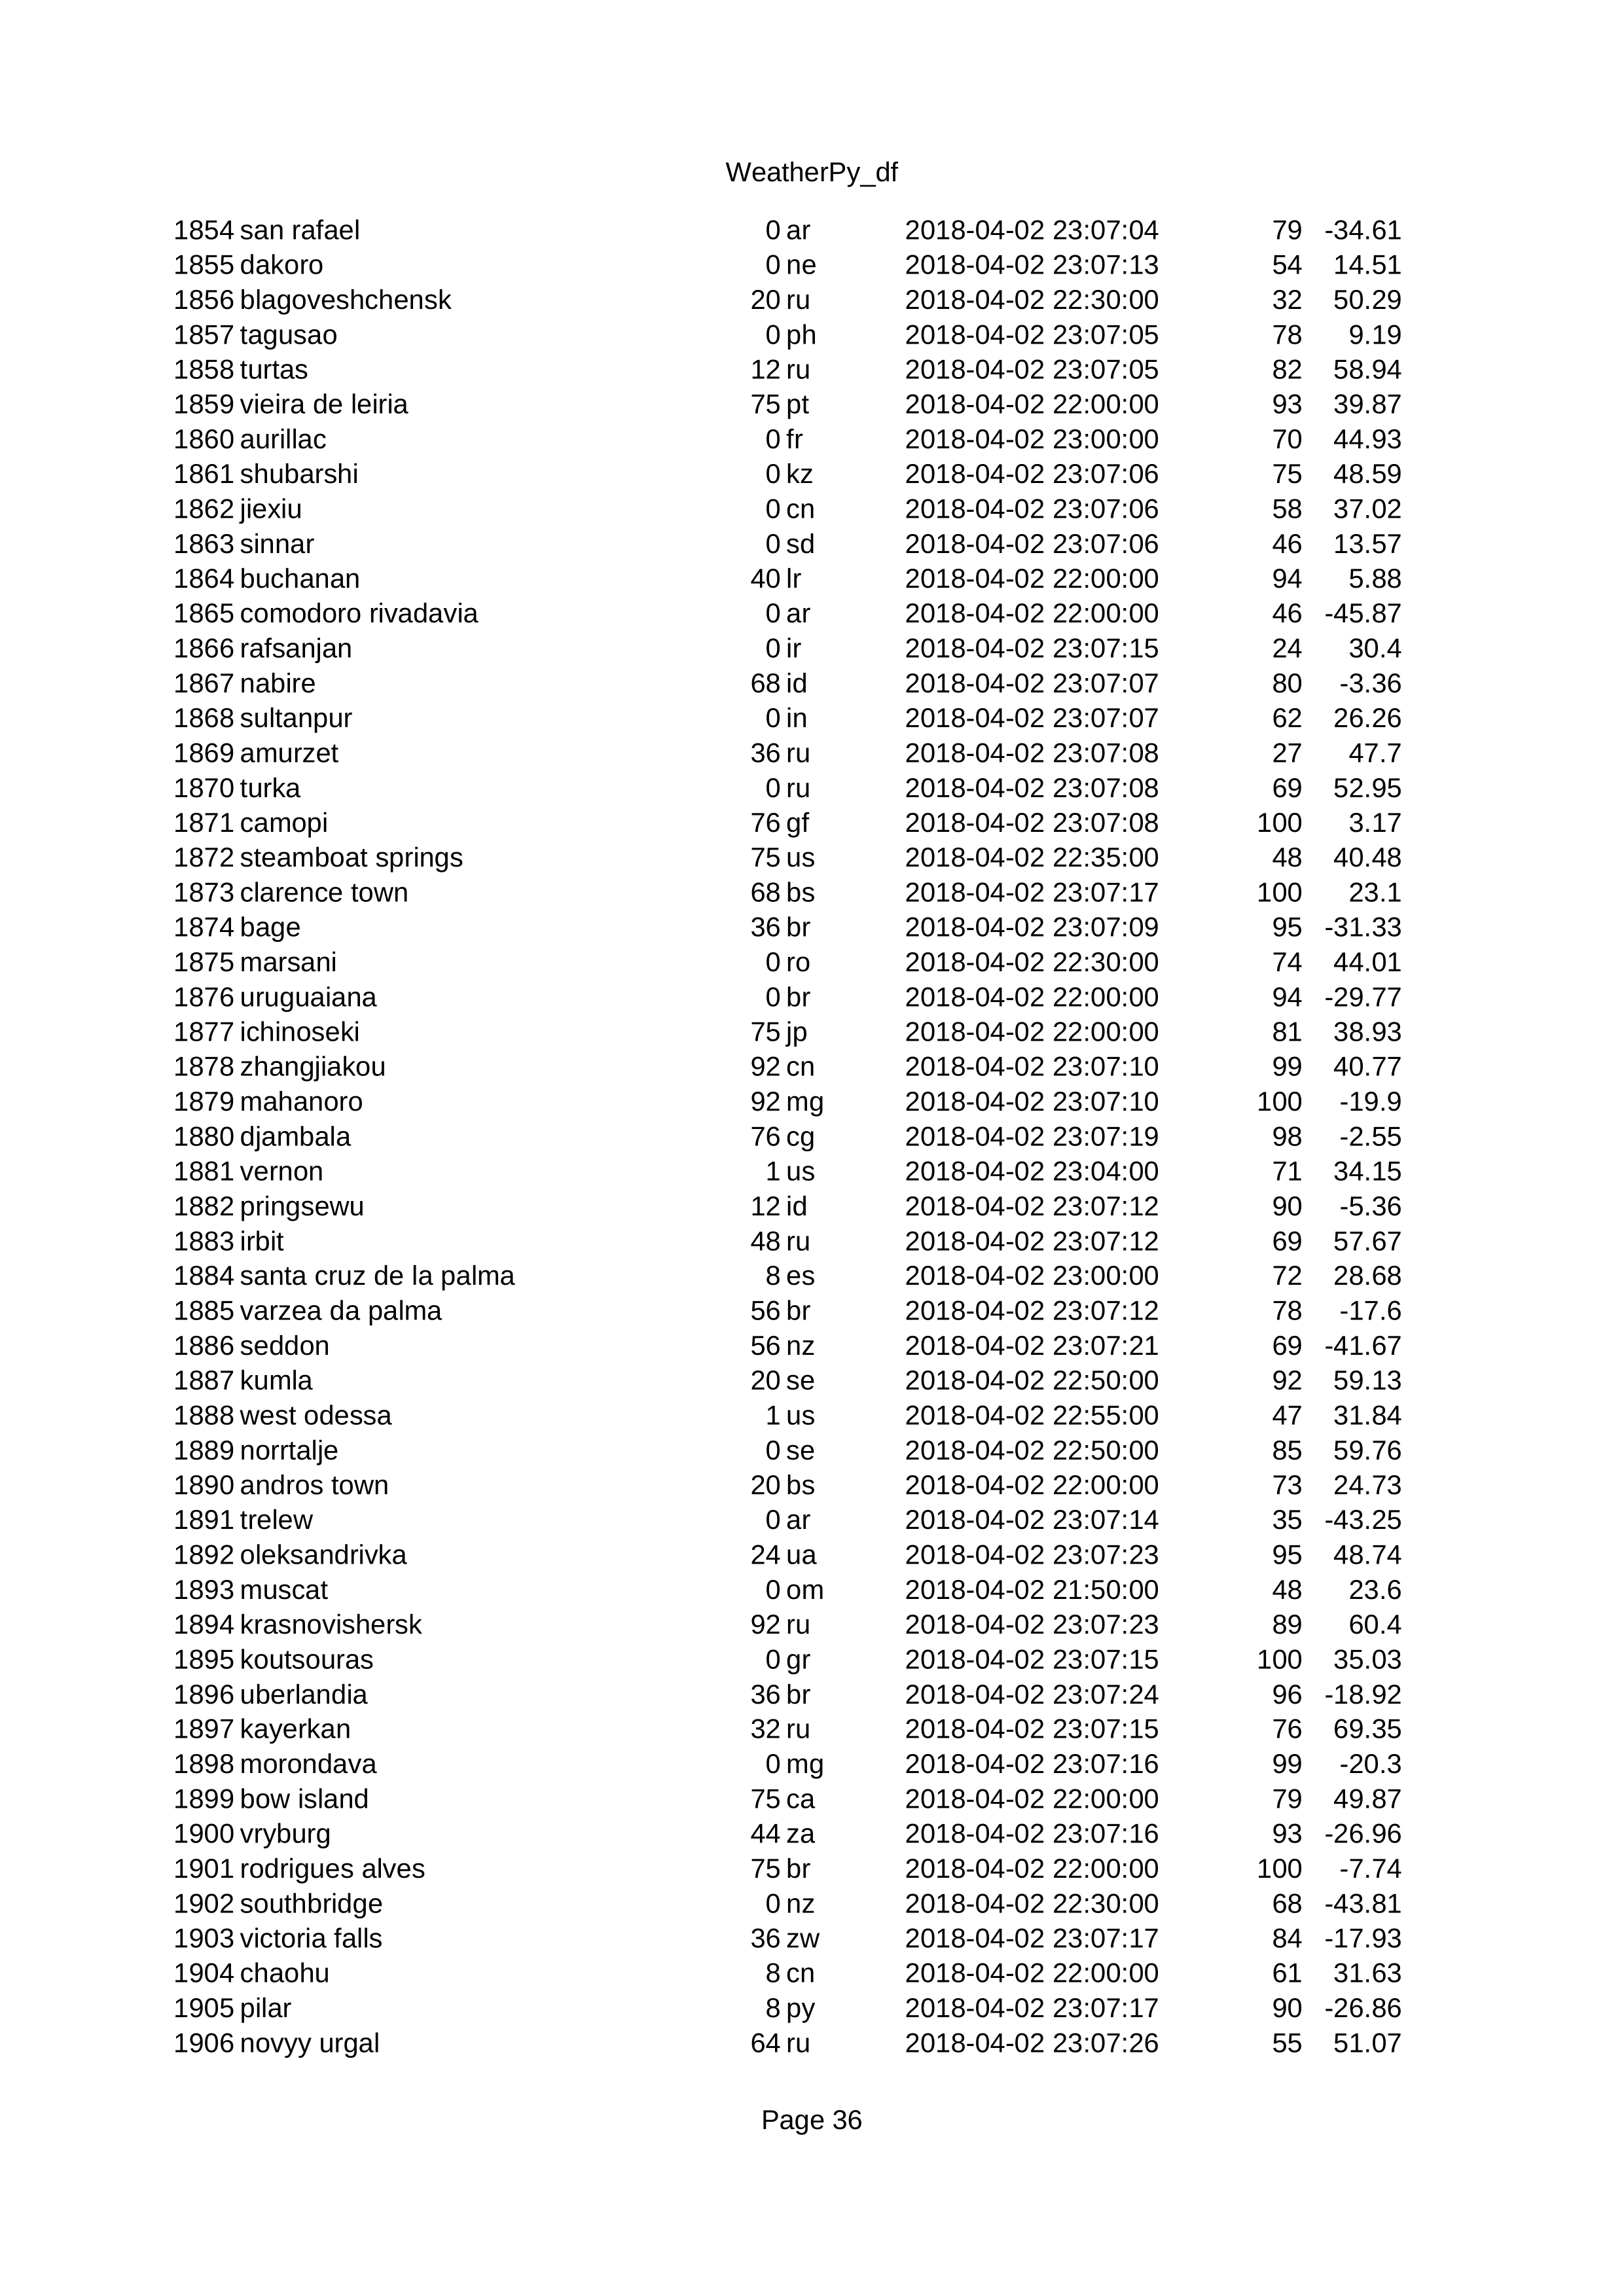 WeatherPy_df
1854 san rafael 0 ar 2018-04-02 23:07:04 79 -34.61
1855 dakoro 0 ne 2018-04-02 23:07:13 54 14.51
1856 blagoveshchensk 20 ru 2018-04-02 22:30:00 32 50.29
1857 tagusao 0 ph 2018-04-02 23:07:05 78 9.19
1858 turtas 12 ru 2018-04-02 23:07:05 82 58.94
1859 vieira de leiria 75 pt 2018-04-02 22:00:00 93 39.87
1860 aurillac 0 fr 2018-04-02 23:00:00 70 44.93
1861 shubarshi 0 kz 2018-04-02 23:07:06 75 48.59
1862 jiexiu 0 cn 2018-04-02 23:07:06 58 37.02
1863 sinnar 0 sd 2018-04-02 23:07:06 46 13.57
1864 buchanan 40 lr 2018-04-02 22:00:00 94 5.88
1865 comodoro rivadavia 0 ar 2018-04-02 22:00:00 46 -45.87
1866 rafsanjan 0 ir 2018-04-02 23:07:15 24 30.4
1867 nabire 68 id 2018-04-02 23:07:07 80 -3.36
1868 sultanpur 0 in 2018-04-02 23:07:07 62 26.26
1869 amurzet 36 ru 2018-04-02 23:07:08 27 47.7
1870 turka 0 ru 2018-04-02 23:07:08 69 52.95
1871 camopi 76 gf 2018-04-02 23:07:08 100 3.17
1872 steamboat springs 75 us 2018-04-02 22:35:00 48 40.48
1873 clarence town 68 bs 2018-04-02 23:07:17 100 23.1
1874 bage 36 br 2018-04-02 23:07:09 95 -31.33
1875 marsani 0 ro 2018-04-02 22:30:00 74 44.01
1876 uruguaiana 0 br 2018-04-02 22:00:00 94 -29.77
1877 ichinoseki 75 jp 2018-04-02 22:00:00 81 38.93
1878 zhangjiakou 92 cn 2018-04-02 23:07:10 99 40.77
1879 mahanoro 92 mg 2018-04-02 23:07:10 100 -19.9
1880 djambala 76 cg 2018-04-02 23:07:19 98 -2.55
1881 vernon 1 us 2018-04-02 23:04:00 71 34.15
1882 pringsewu 12 id 2018-04-02 23:07:12 90 -5.36
1883 irbit 48 ru 2018-04-02 23:07:12 69 57.67
1884 santa cruz de la palma 8 es 2018-04-02 23:00:00 72 28.68
1885 varzea da palma 56 br 2018-04-02 23:07:12 78 -17.6
1886 seddon 56 nz 2018-04-02 23:07:21 69 -41.67
1887 kumla 20 se 2018-04-02 22:50:00 92 59.13
1888 west odessa 1 us 2018-04-02 22:55:00 47 31.84
1889 norrtalje 0 se 2018-04-02 22:50:00 85 59.76
1890 andros town 20 bs 2018-04-02 22:00:00 73 24.73
1891 trelew 0 ar 2018-04-02 23:07:14 35 -43.25
1892 oleksandrivka 24 ua 2018-04-02 23:07:23 95 48.74
1893 muscat 0 om 2018-04-02 21:50:00 48 23.6
1894 krasnovishersk 92 ru 2018-04-02 23:07:23 89 60.4
1895 koutsouras 0 gr 2018-04-02 23:07:15 100 35.03
1896 uberlandia 36 br 2018-04-02 23:07:24 96 -18.92
1897 kayerkan 32 ru 2018-04-02 23:07:15 76 69.35
1898 morondava 0 mg 2018-04-02 23:07:16 99 -20.3
1899 bow island 75 ca 2018-04-02 22:00:00 79 49.87
1900 vryburg 44 za 2018-04-02 23:07:16 93 -26.96
1901 rodrigues alves 75 br 2018-04-02 22:00:00 100 -7.74
1902 southbridge 0 nz 2018-04-02 22:30:00 68 -43.81
1903 victoria falls 36 zw 2018-04-02 23:07:17 84 -17.93
1904 chaohu 8 cn 2018-04-02 22:00:00 61 31.63
1905 pilar 8 py 2018-04-02 23:07:17 90 -26.86
1906 novyy urgal 64 ru 2018-04-02 23:07:26 55 51.07
Page 36